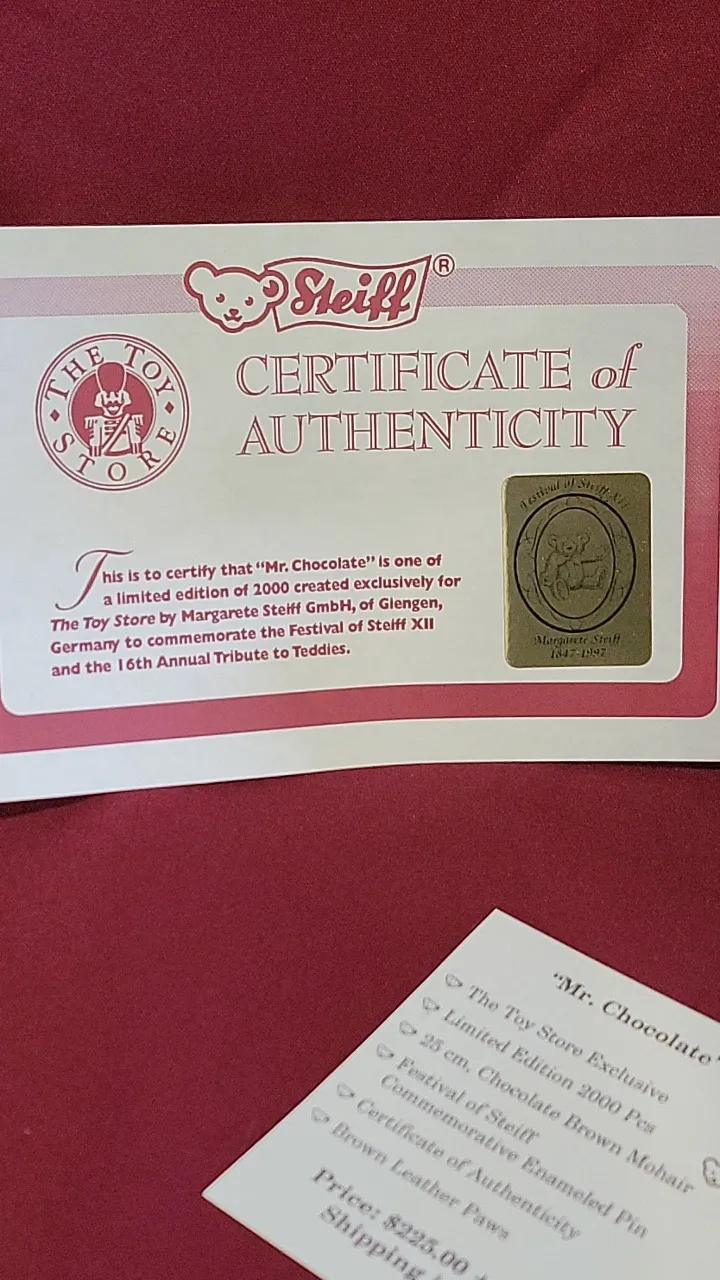 Steiff®
THE TOY STORE
CERTIFICATE of
AUTHENTICITY
Festival of Steiff XII
Margarete Steiff
1847-1997
This is to certify that “Mr. Chocolate” is one of
a limited edition of 2000 created exclusively for
The Toy Store by Margarete Steiff GmbH, of Giengen,
Germany to commemorate the Festival of Steiff XII
and the 16th Annual Tribute to Teddies.
“Mr. Chocolate”
The Toy Store Exclusive
Limited Edition 2000 Pcs
25 cm, Chocolate Brown Mohair
Festival of Steiff
Commemorative Enameled Pin
Certificate of Authenticity
Brown Leather Paws
Price: $225.00
Shipping